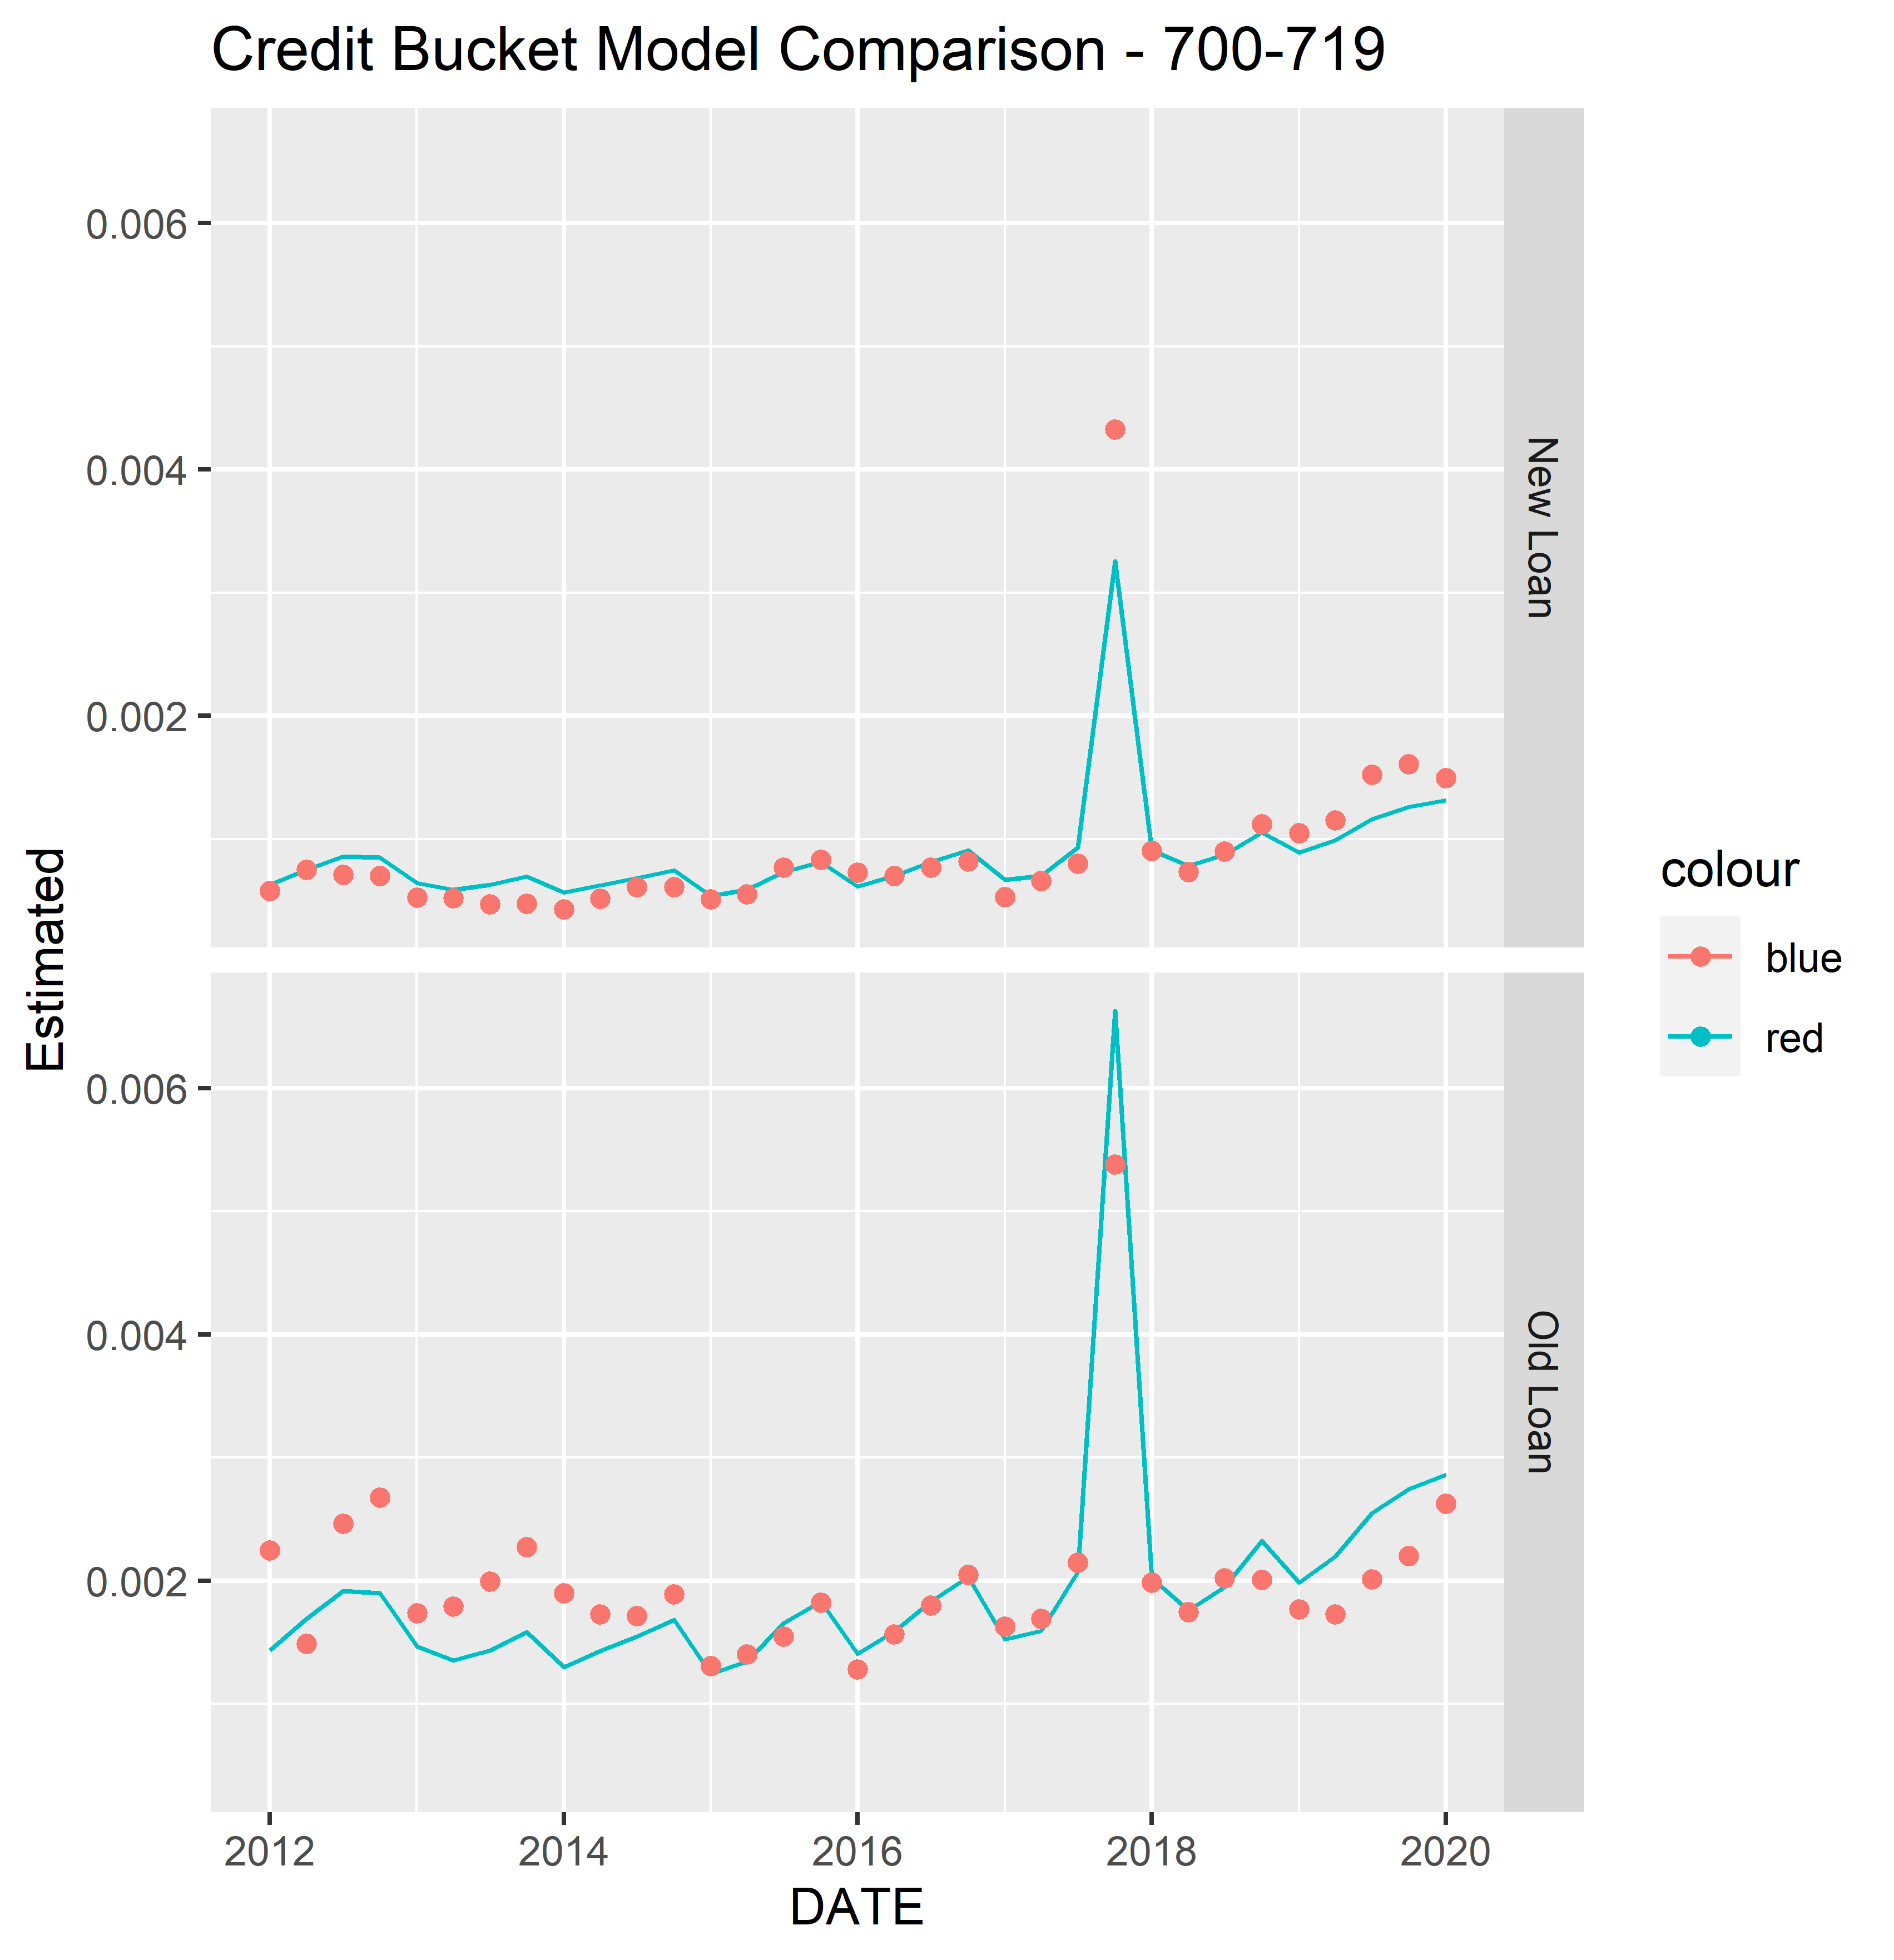 Credit Bucket Model Comparison - 700-719
0.006
0.004
0.002
New Loan
Estimated
0.006
0.004
0.002
Old Loan
2012
2014
2016
2018
2020
DATE
colour
blue
red